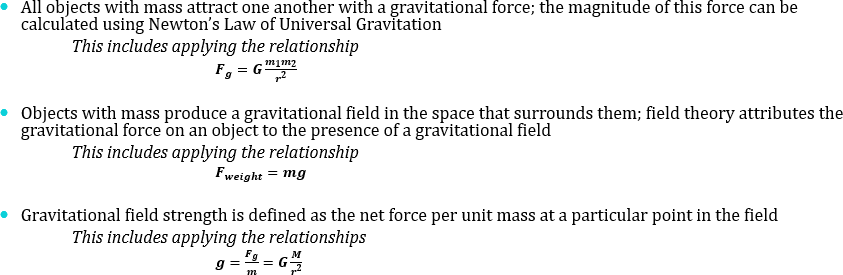 • All objects with mass attract one another with a gravitational force; the magnitude of this force can be
calculated using Newton's Law of Universal Gravitation
This includes applying the relationship
F_g = G \frac{m_1 m_2}{r^2}
• Objects with mass produce a gravitational field in the space that surrounds them; field theory attributes the
gravitational force on an object to the presence of a gravitational field
This includes applying the relationship
F_{weight} = mg
• Gravitational field strength is defined as the net force per unit mass at a particular point in the field
This includes applying the relationships
g = \frac{F_g}{m} = G \frac{M}{r^2}